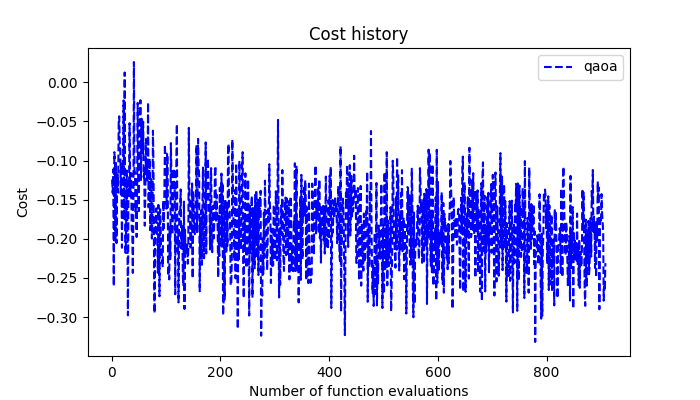 Cost history
qaoa
0.00
−0.05
−0.10
−0.15
−0.20
−0.25
−0.30
Cost
0 200 400 600 800
Number of function evaluations